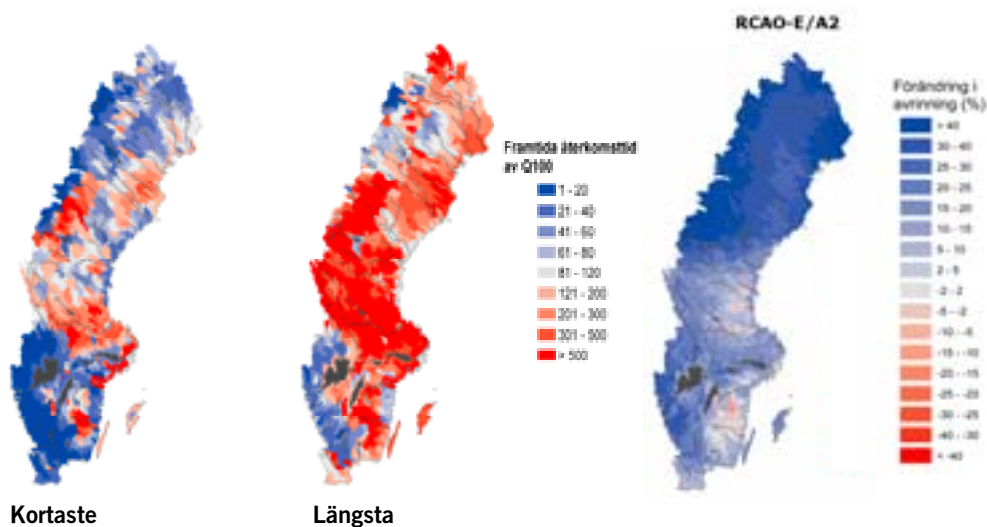 RCAO-E/A2
Framtida återkomsttid
av Q100
1 - 20
21 - 40
41 - 60
61 - 80
81 - 120
121 - 200
201 - 300
301 - 500
> 500
Förändring i
avrinning (%)
> 40
30 - 40
25 - 30
20 - 25
15 - 20
10 - 15
5 - 10
2 - 5
-2 - 2
-5 - -2
-10 - -5
-15 - -10
-20 - -15
-25 - -20
-30 - -25
-40 - -30
< -40
Kortaste
Längsta